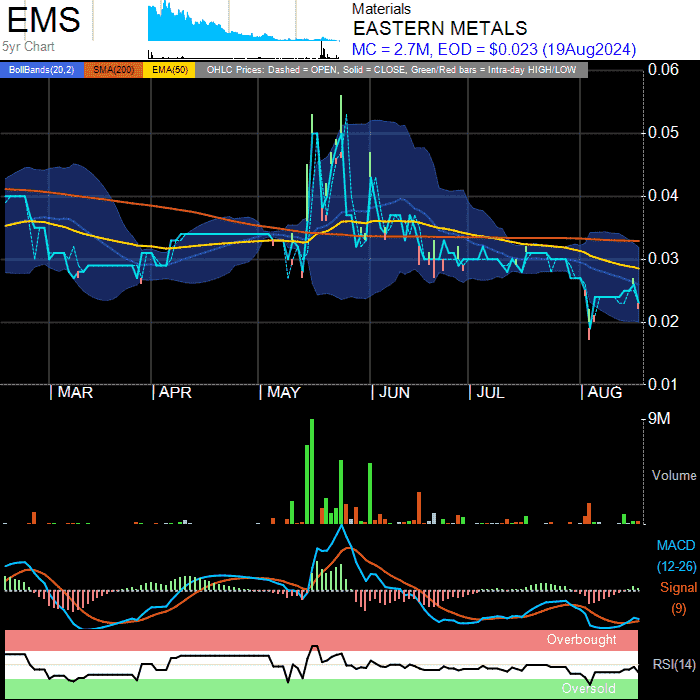 EMS
5yr Chart
Materials
EASTERN METALS
MC = 2.7M, EOD = $0.023 (19Aug2024)
BollBands(20,2) SMA(200) EMA(50) OHLC Prices: Dashed = OPEN, Solid = CLOSE, Green/Red bars = Intra-day HIGH/LOW
0.06
0.05
0.04
0.03
0.02
0.01
MAR APR MAY JUN JUL AUG
9M
Volume
MACD
(12-26)
Signal
(9)
Overbought
RSI(14)
Oversold